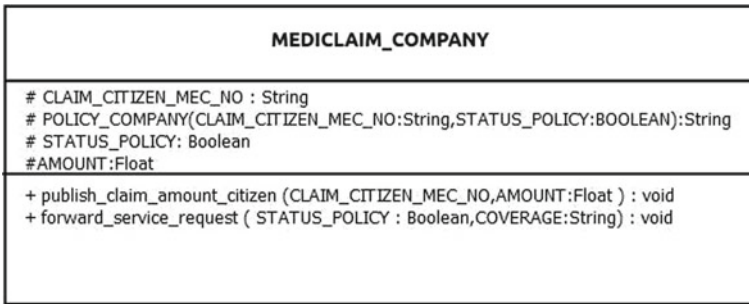 MEDICLAIM_COMPANY
# CLAIM_CITIZEN_MEC_NO : String
# POLICY_COMPANY(CLAIM_CITIZEN_MEC_NO:String,STATUS_POLICY:BOOLEAN):String
# STATUS_POLICY: Boolean
#AMOUNT:Float
+ publish_claim_amount_citizen (CLAIM_CITIZEN_MEC_NO,AMOUNT:Float ) : void
+ forward_service_request ( STATUS_POLICY : Boolean,COVERAGE:String) : void